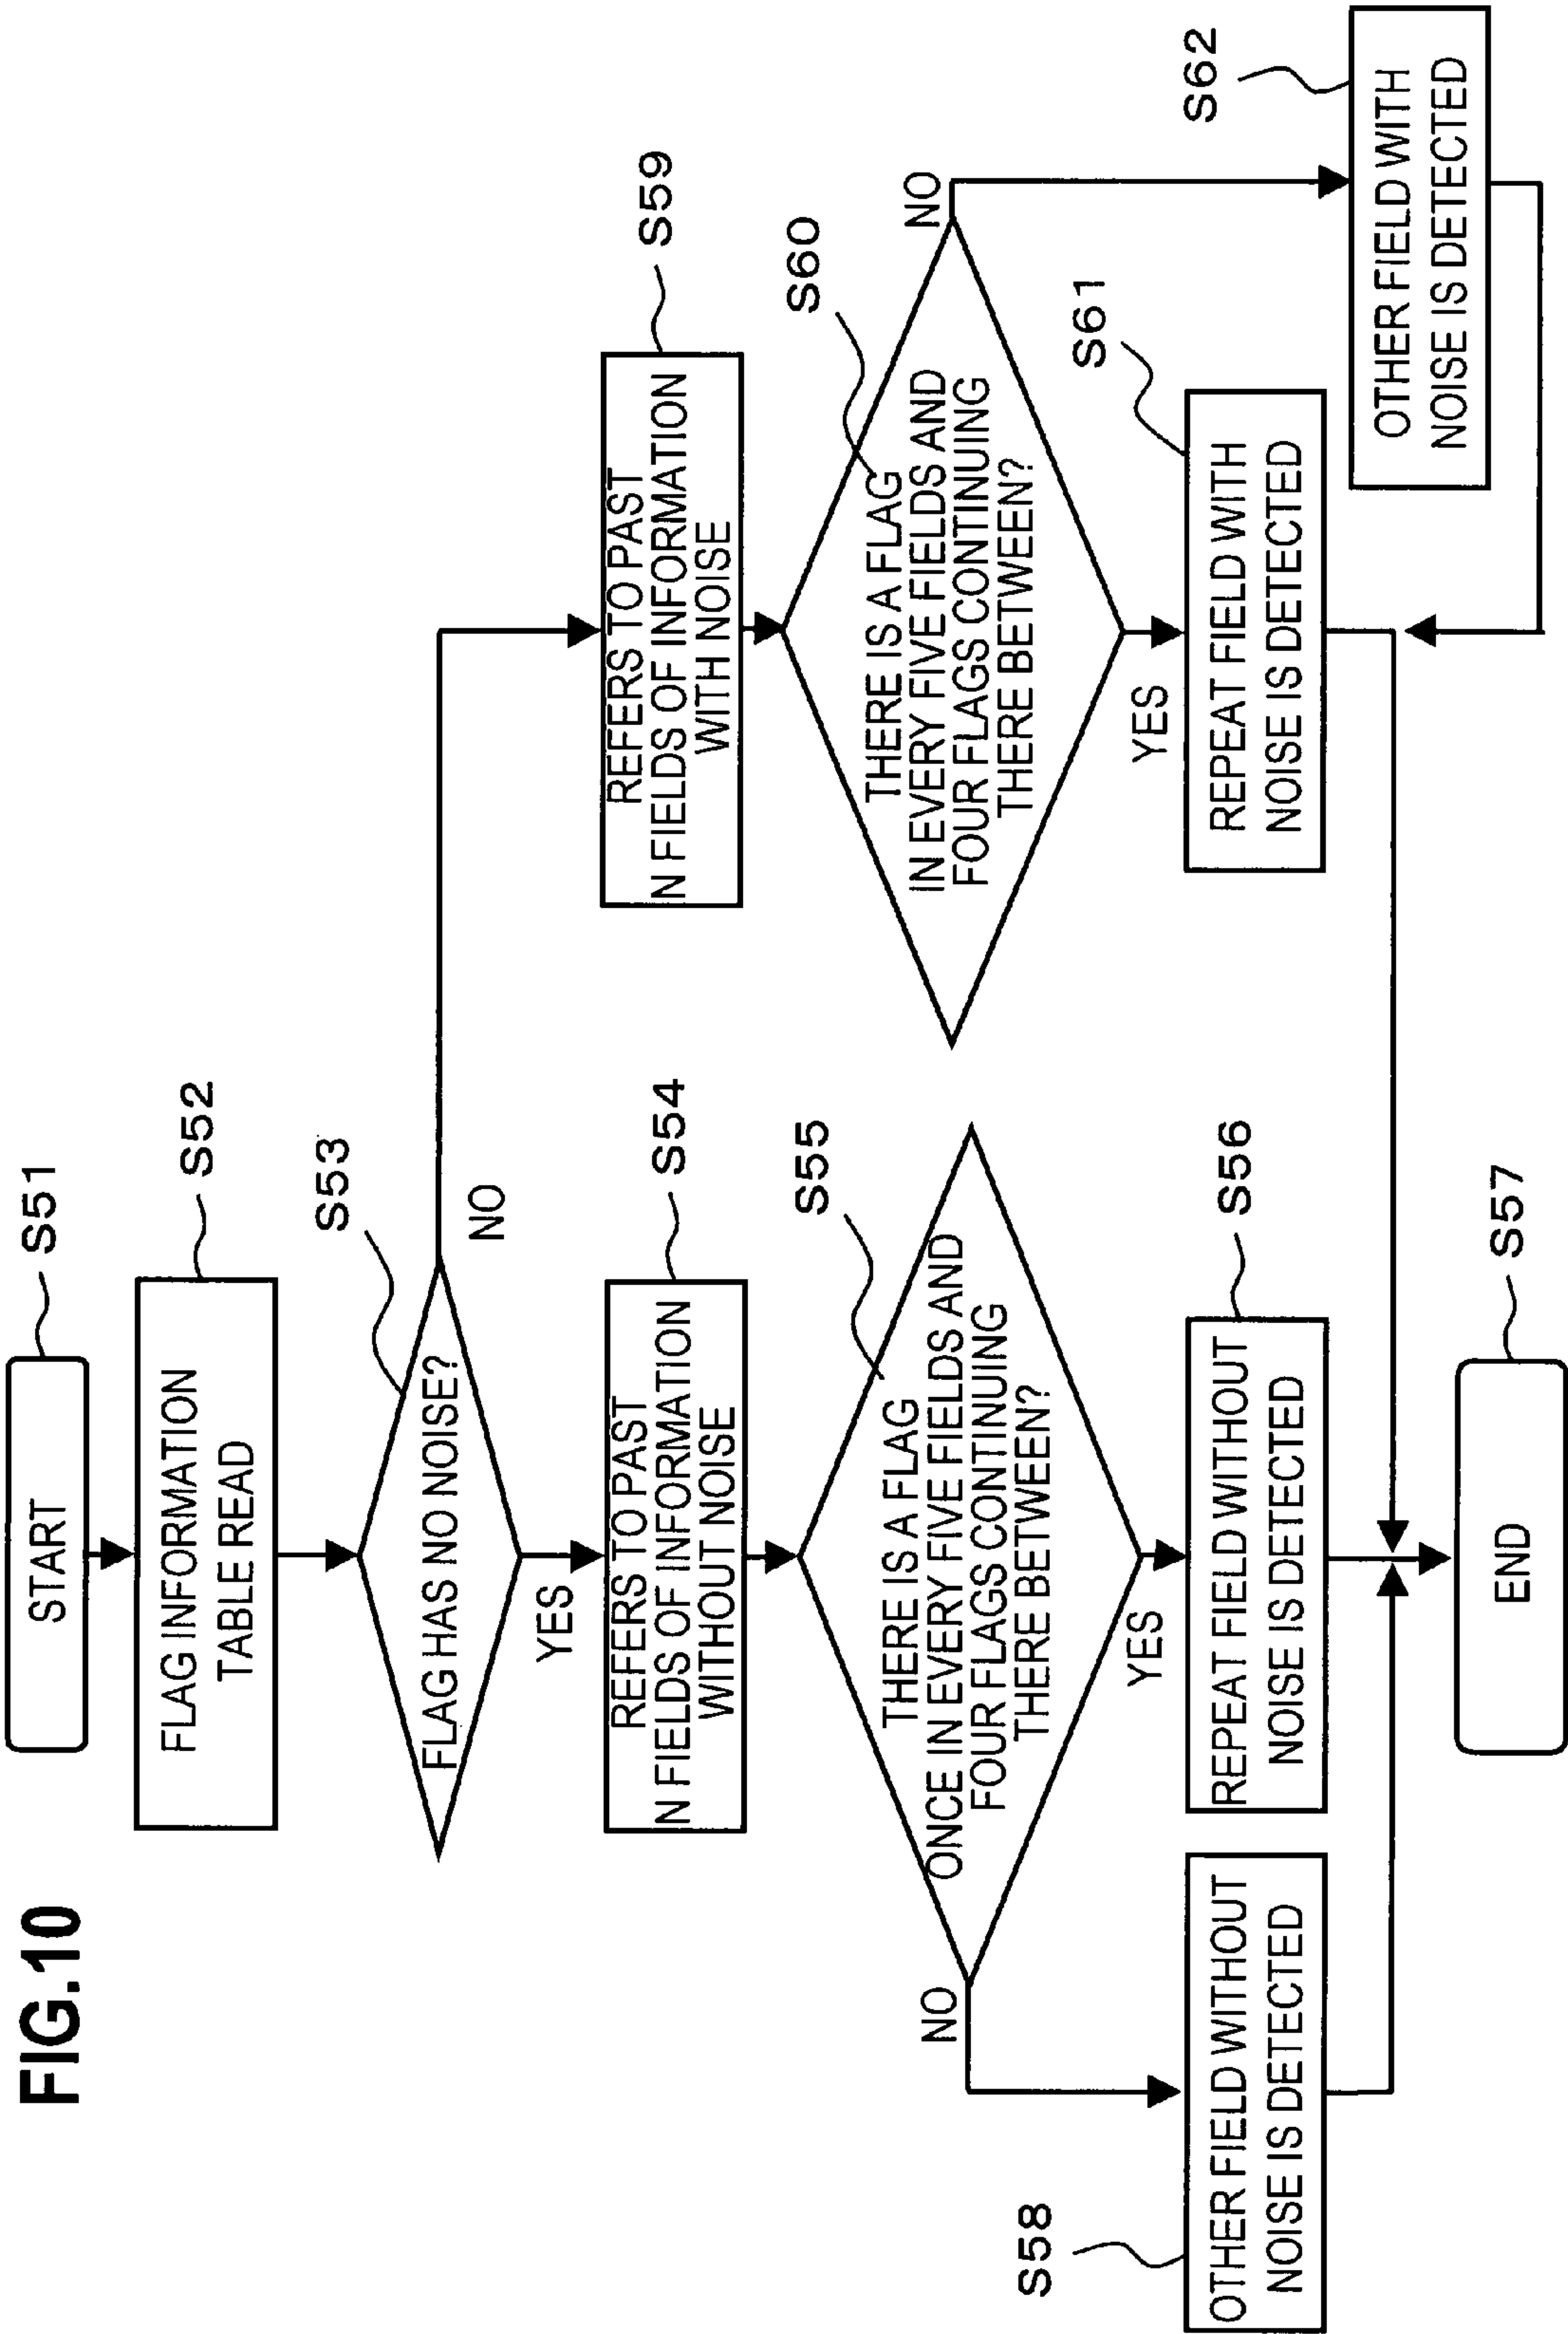 FIG.10
START
S51
FLAG INFORMATION
TABLE READ
S52
FLAG HAS NO NOISE?
S53
NO
YES
REFERS TO PAST
N FIELDS OF INFORMATION
WITHOUT NOISE
S54
THERE IS A FLAG
ONCE IN EVERY FIVE FIELDS AND
FOUR FLAGS CONTINUING
THERE BETWEEN?
S55
NO
YES
OTHER FIELD WITHOUT
NOISE IS DETECTED
S58
REPEAT FIELD WITHOUT
NOISE IS DETECTED
S56
END
S57
REFERS TO PAST
N FIELDS OF INFORMATION
WITH NOISE
S59
THERE IS A FLAG
IN EVERY FIVE FIELDS AND
FOUR FLAGS CONTINUING
THERE BETWEEN?
S60
NO
YES
REPEAT FIELD WITH
NOISE IS DETECTED
S61
OTHER FIELD WITH
NOISE IS DETECTED
S62